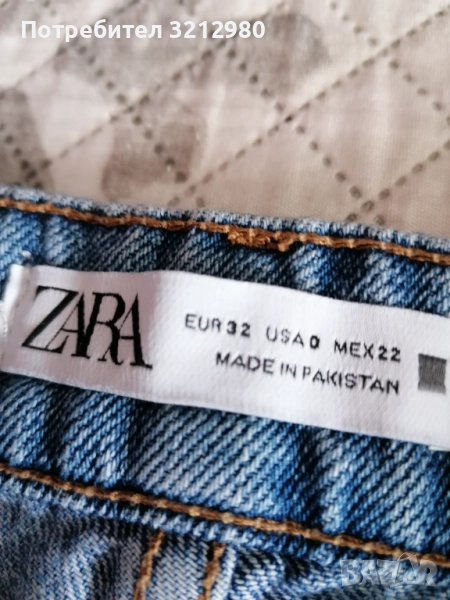 Потребител 3212980
ZARA
EUR 32 USA 0 MEX 22
MADE IN PAKISTAN